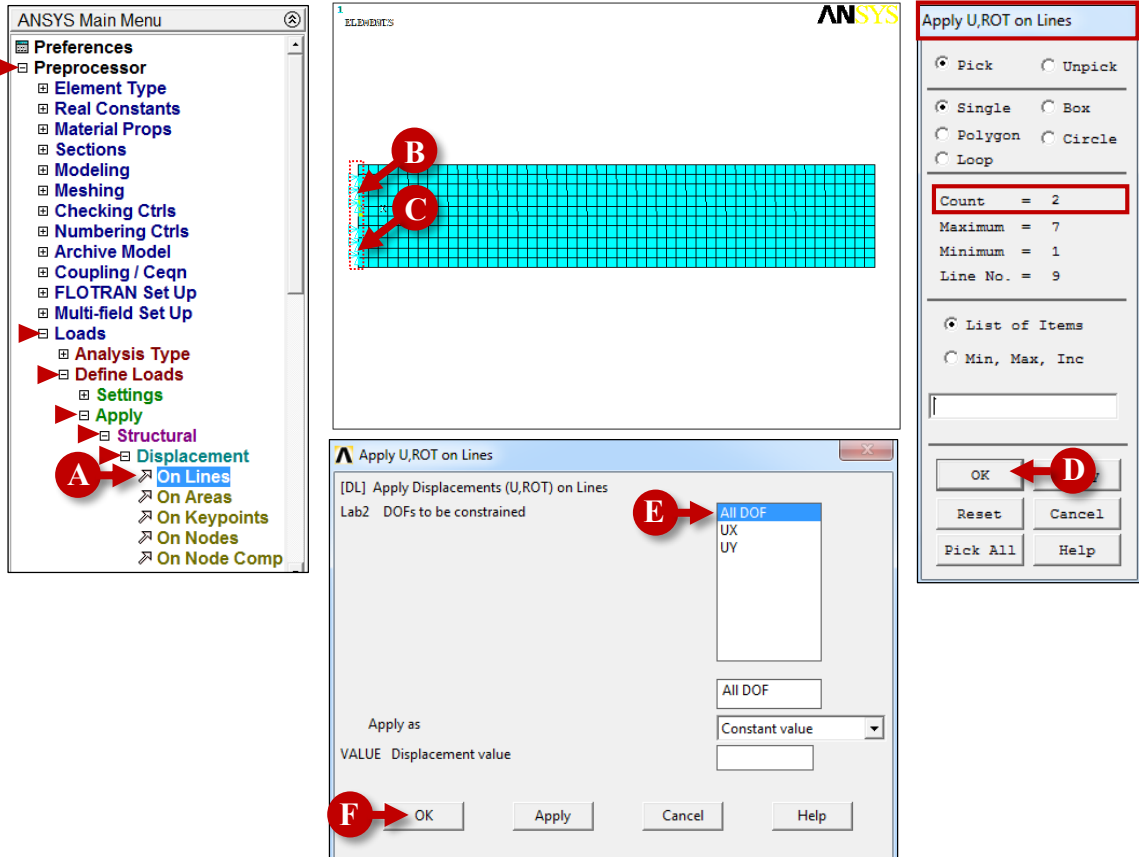 ANSYS Main Menu
Preferences
Preprocessor
Element Type
Real Constants
Material Props
Sections
Modeling
Meshing
Checking Ctrls
Numbering Ctrls
Archive Model
Coupling / Ceqn
FLOTRAN Set Up
Multi-field Set Up
Loads
Analysis Type
Define Loads
Settings
Apply
Structural
Displacement
A On Lines
On Areas
On Keypoints
On Nodes
On Node Comp
1
ELEMENTS
ANSYS
B
C
Apply U,ROT on Lines
[DL] Apply Displacements (U,ROT) on Lines
Lab2 DOFs to be constrained
E All DOF
UX
UY
All DOF
Apply as Constant value
VALUE Displacement value
F OK Apply Cancel Help
Apply U,ROT on Lines
Pick Unpick
Single Box
Polygon Circle
Loop
Count = 2
Maximum = 7
Minimum = 1
Line No. = 9
List of Items
Min, Max, Inc
OK D
Reset Cancel
Pick All Help